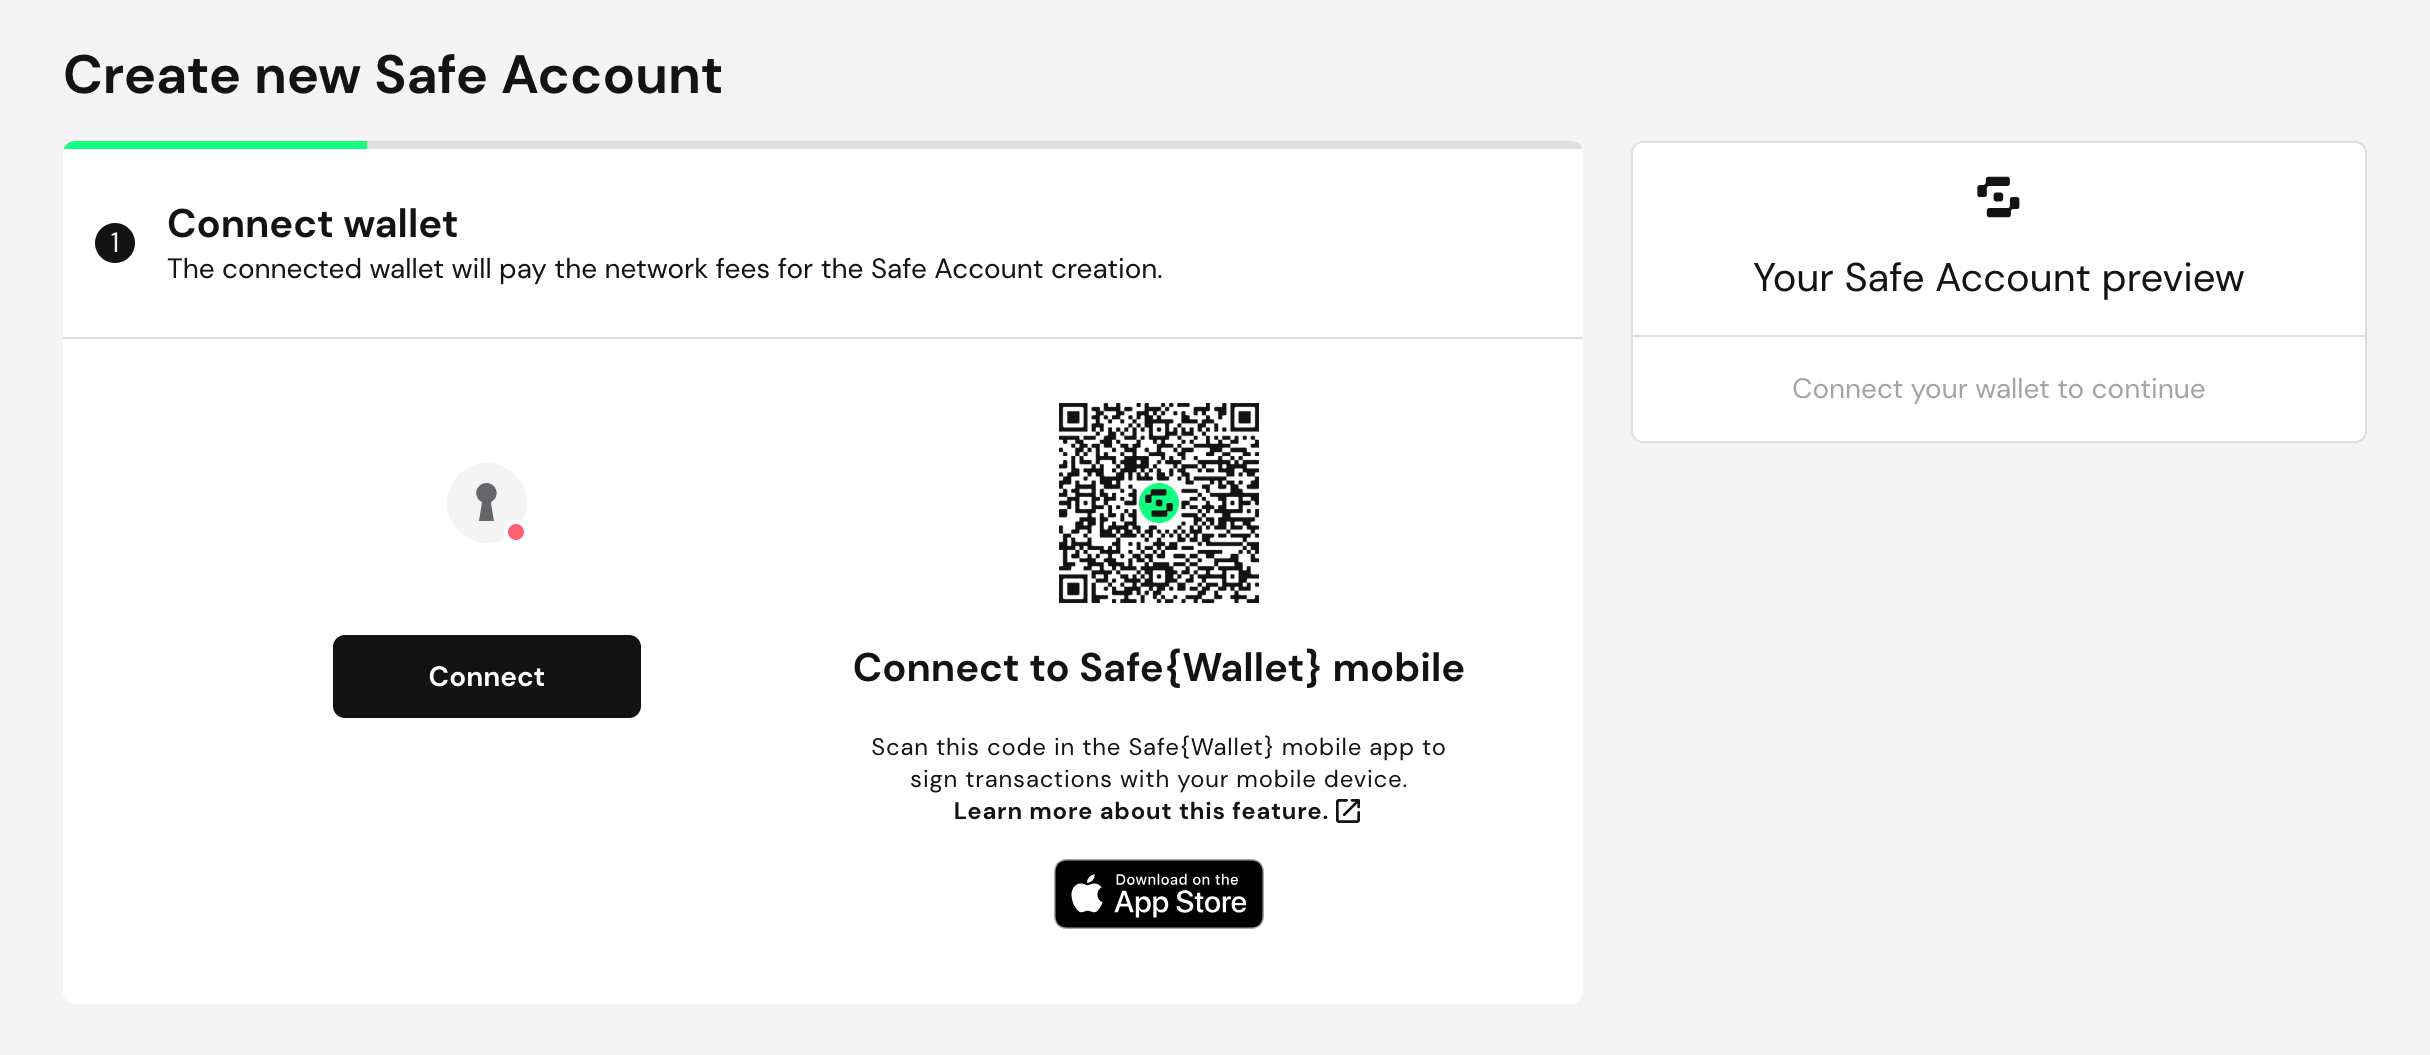 Create new Safe Account
1
Connect wallet
The connected wallet will pay the network fees for the Safe Account creation.
Connect
Connect to Safe{Wallet} mobile
Scan this code in the Safe{Wallet} mobile app to
sign transactions with your mobile device.
Learn more about this feature.
Download on the
App Store
Your Safe Account preview
Connect your wallet to continue